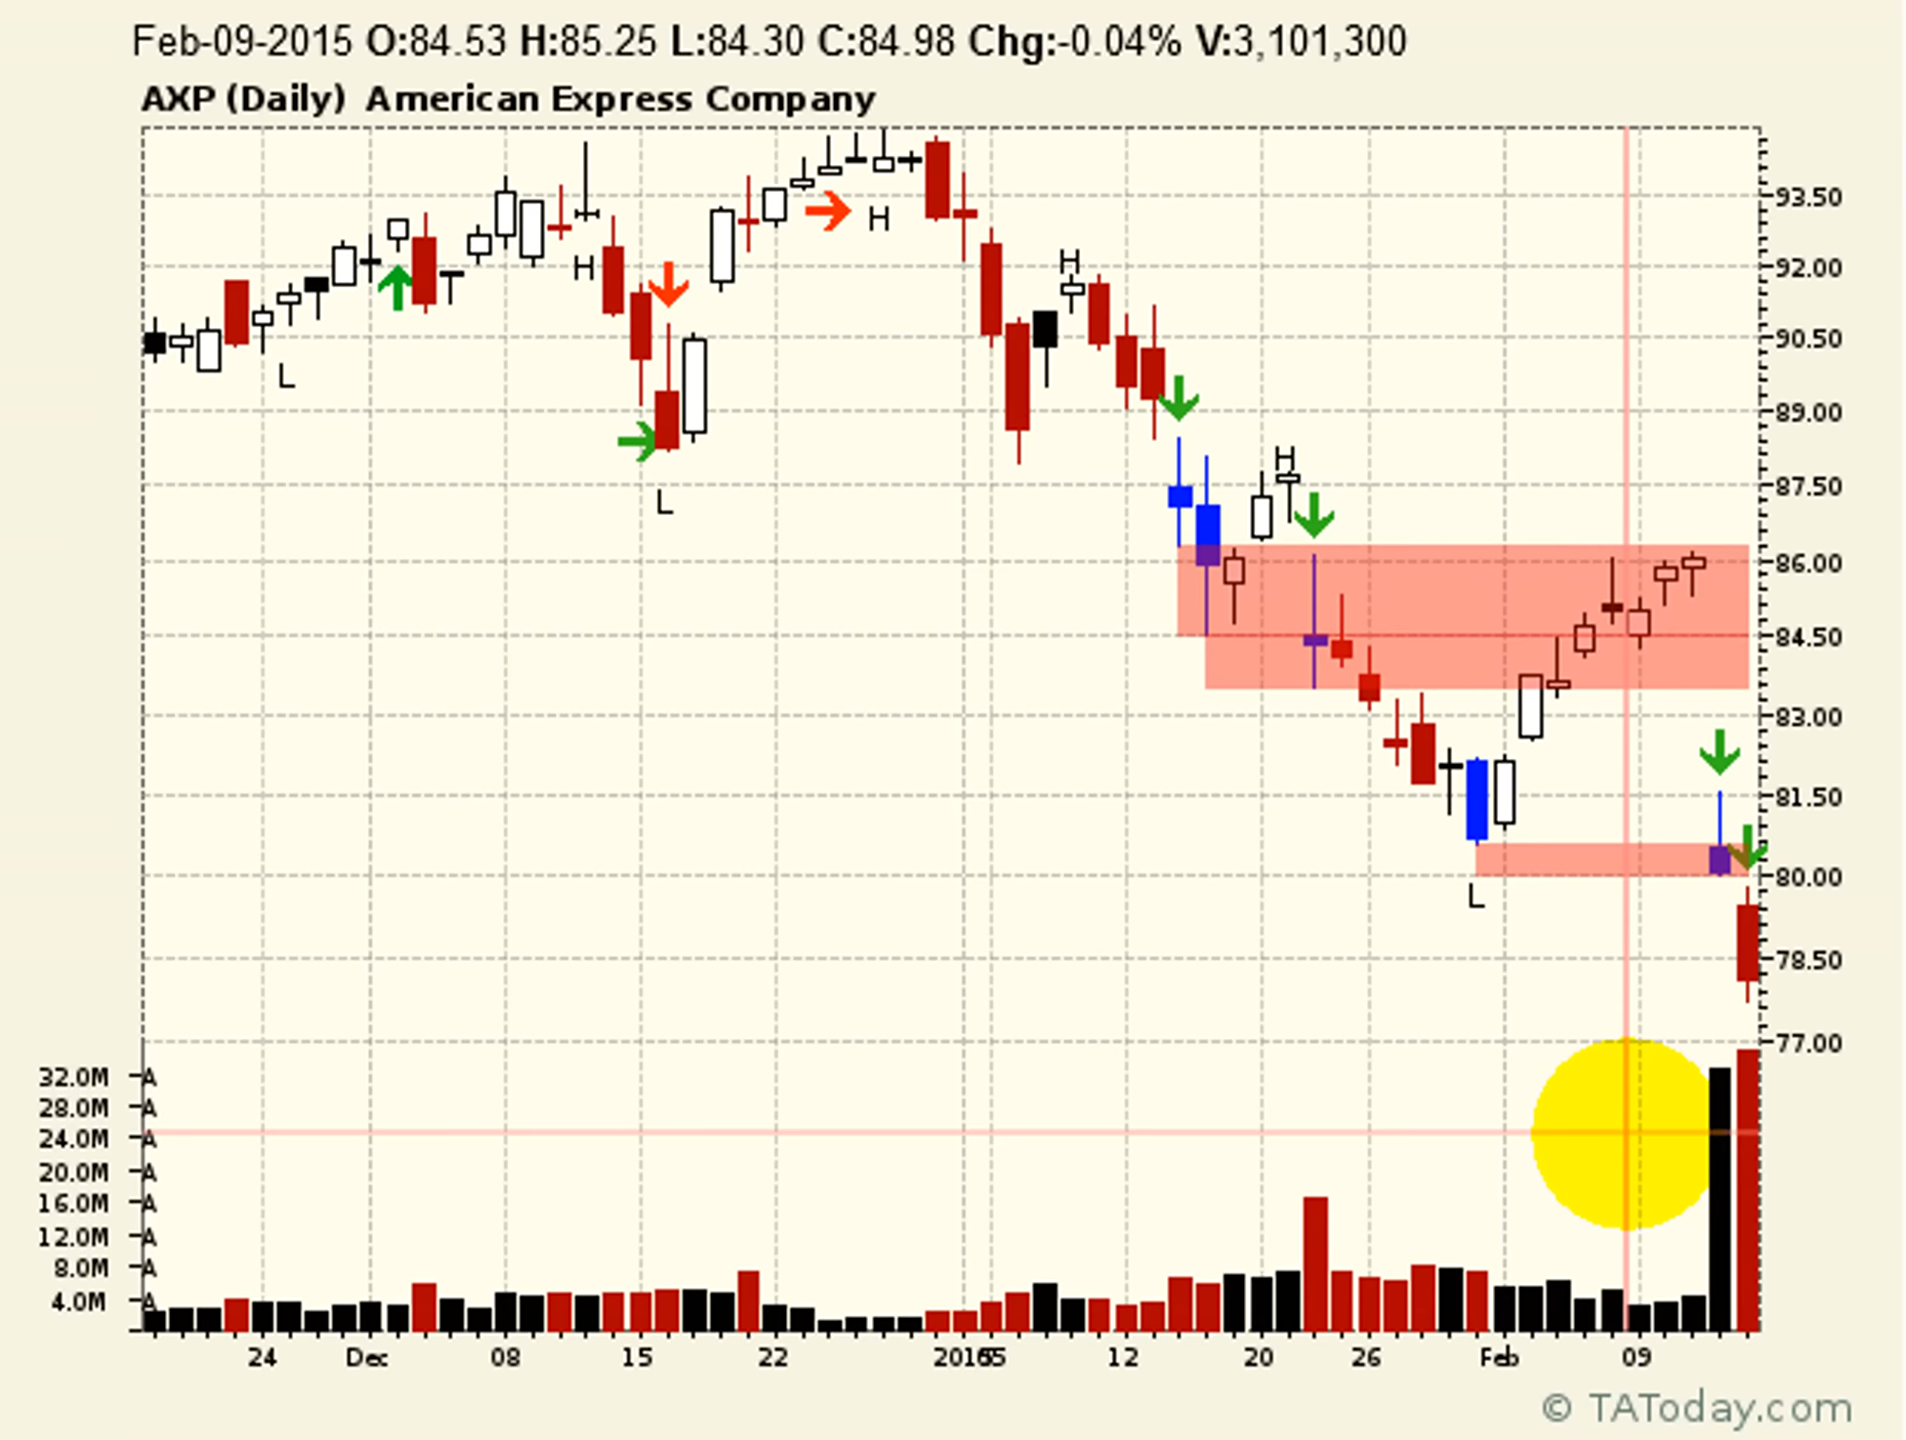 Feb-09-2015 O:84.53 H:85.25 L:84.30 C:84.98 Chg:-0.04% V:3,101,300
AXP (Daily) American Express Company
93.50
H
92.00
H
H
90.50
L
89.00
H
87.50
L
86.00
84.50
83.00
81.50
80.00
L
78.50
77.00
32.0M A
28.0M A
24.0M A
20.0M A
16.0M A
12.0M A
8.0M A
4.0M A
24 Dec 08 15 22 12 20 26 Feb 09
© TAToday.com